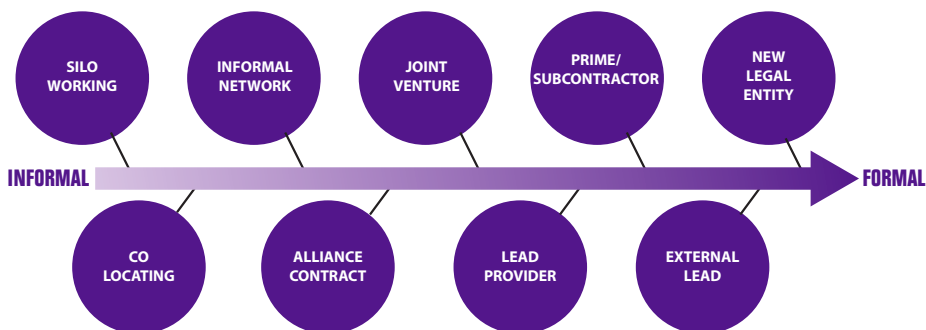 SILO
WORKING
INFORMAL
NETWORK
JOINT
VENTURE
PRIME/
SUBCONTRACTOR
NEW
LEGAL
ENTITY
INFORMAL
FORMAL
CO
LOCATING
ALLIANCE
CONTRACT
LEAD
PROVIDER
EXTERNAL
LEAD